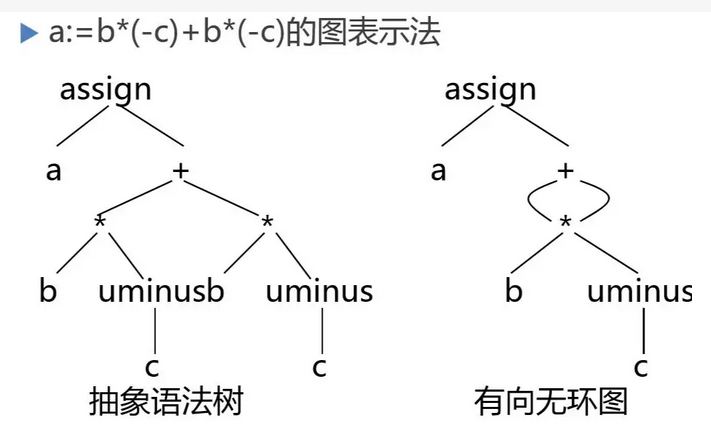 a:=b*(-c)+b*(-c)的图表示法
assign assign
a + a +
* * *
b uminusb uminus b uminus
c c c
抽象语法树 有向无环图